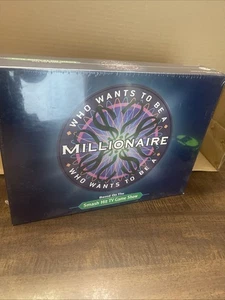 WHO WANTS TO BE A
MILLIONAIRE
WHO WANTS TO BE A
Based On The
Smash Hit TV Game Show